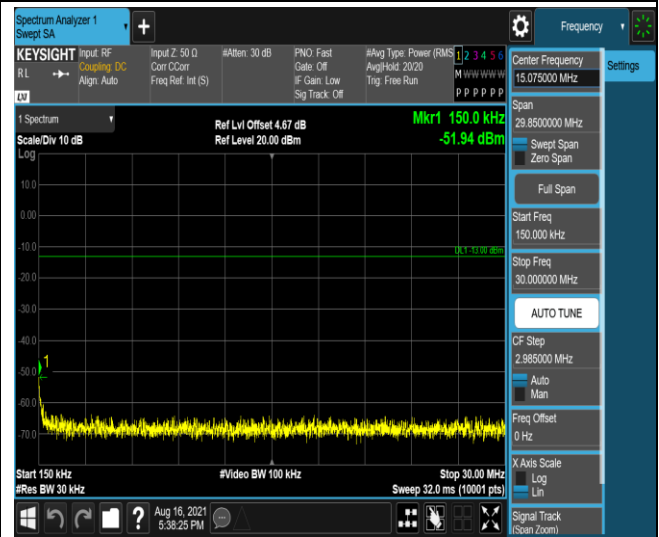 Spectrum Analyzer 1
Swept SA
Frequency
KEYSIGHT
RL
LXI
Input: RF
Coupling: DC
Align: Auto
Input Z: 50 Ω
Corr CCorr
Freq Ref: Int (S)
#Atten: 30 dB
PNO: Fast
Gate: Off
IF Gain: Low
Sig Track: Off
#Avg Type: Power (RMS
Avg|Hold: 20/20
Trig: Free Run
1 2 3 4 5 6
M W W W W W
P P P P P P
1 Spectrum
Scale/Div 10 dB
Log
Ref Lvl Offset 4.67 dB
Ref Level 20.00 dBm
Mkr1 150.0 kHz
-51.94 dBm
10.0
0.00
-10.0
DL1 -13.00 dBm
-20.0
-30.0
-40.0
1
-50.0
-60.0
-70.0
Start 150 kHz
#Video BW 100 kHz
Stop 30.00 MHz
#Res BW 30 kHz
Sweep 32.0 ms (10001 pts)
?
Aug 16, 2021
5:38:25 PM
Center Frequency
15.075000 MHz
Settings
Span
29.8500000 MHz
Swept Span
Zero Span
Full Span
Start Freq
150.000 kHz
Stop Freq
30.000000 MHz
AUTO TUNE
CF Step
2.985000 MHz
Auto
Man
Freq Offset
0 Hz
X Axis Scale
Log
Lin
Signal Track
(Span Zoom)